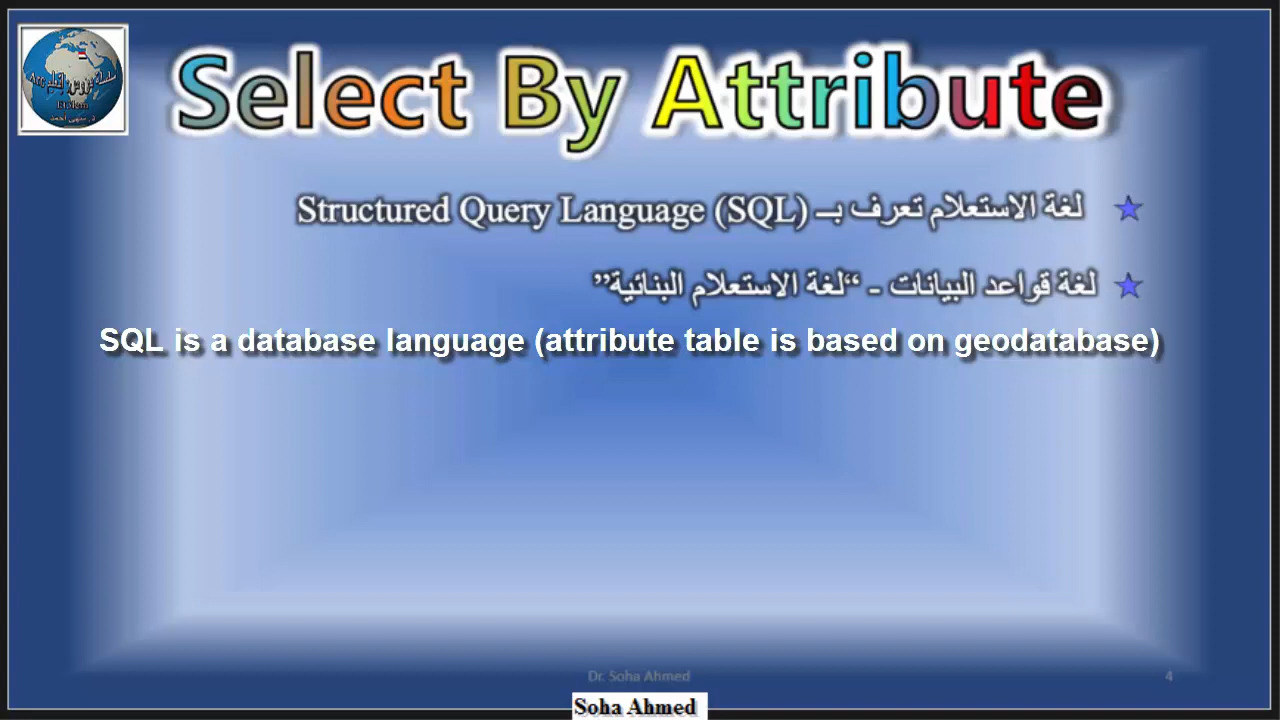 Select By Attribute
لغة الاستعلام تعرف بـ Structured Query Language (SQL)
لغة قواعد البيانات - “لغة الاستعلام البنائية”
SQL is a database language (attribute table is based on geodatabase)
Dr. Soha Ahmed
4
Soha Ahmed